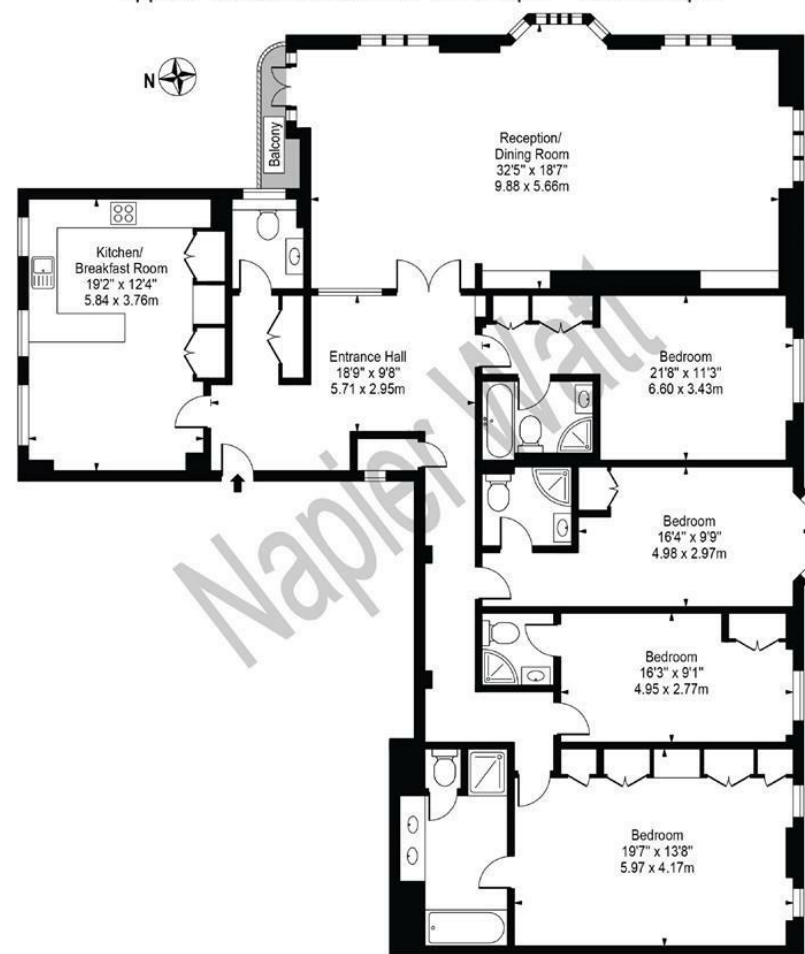 N
Balcony
Reception/
Dining Room
32'5" x 18'7"
9.88 x 5.66m
Kitchen/
Breakfast Room
19'2" x 12'4"
5.84 x 3.76m
Entrance Hall
18'9" x 9'8"
5.71 x 2.95m
Bedroom
21'8" x 11'3"
6.60 x 3.43m
Bedroom
16'4" x 9'9"
4.98 x 2.97m
Bedroom
16'3" x 9'1"
4.95 x 2.77m
Bedroom
19'7" x 13'8"
5.97 x 4.17m
Napier Watt